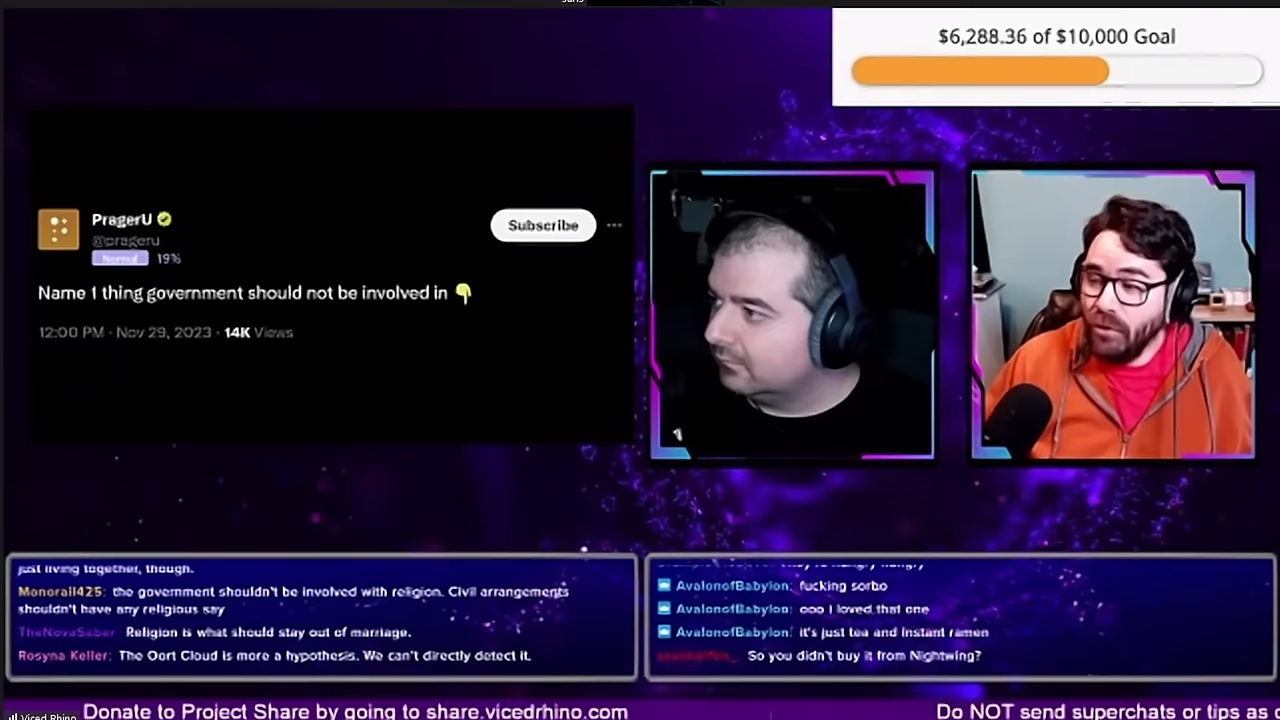 $6,288.36 of $10,000 Goal
PragerU
@prageru
Normal 19%
Subscribe
Name 1 thing government should not be involved in 👇
12:00 PM · Nov 29, 2023 · 14K Views
just living together, though.
Monorail425: the government shouldn't be involved with religion. Civil arrangements
shouldn't have any religious say
TheNovaSaber: Religion is what should stay out of marriage.
Rosyna Keller: The Oort Cloud is more a hypothesis. We can't directly detect it.
AvalonofBabylon: fucking sorbo
AvalonofBabylon: ooo I loved that one
AvalonofBabylon: it's just tea and instant ramen
So you didn't buy it from Nightwing?
Viced Rhino
Donate to Project Share by going to share.vicedrhino.com
Do NOT send superchats or tips as